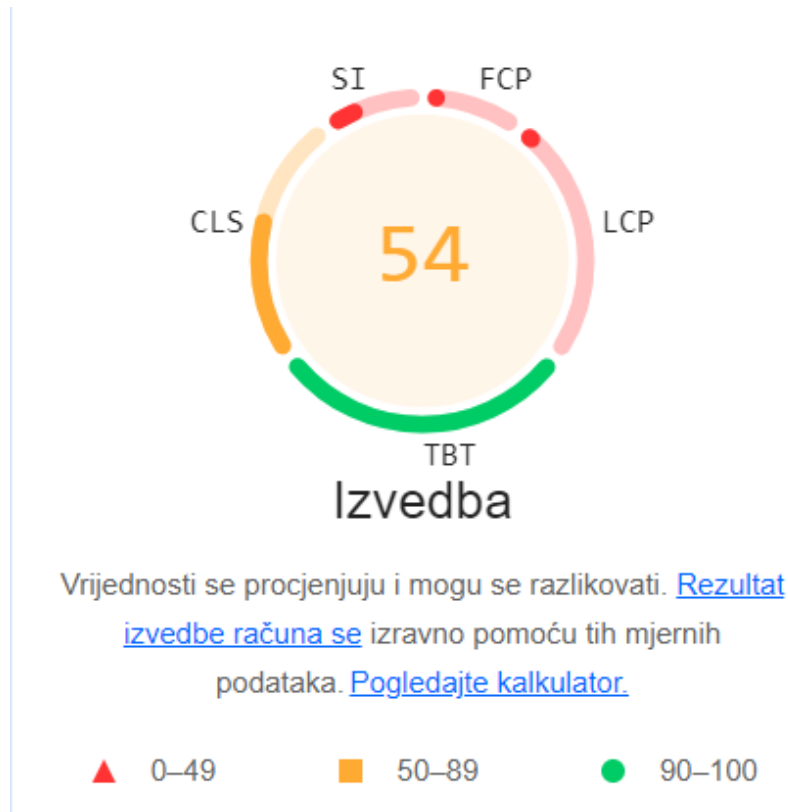 SI
FCP
CLS
54
LCP
TBT
Izvedba
Vrijednosti se procjenjuju i mogu se razlikovati. Rezultat
izvedbe računa se izravno pomoću tih mjernih
podataka. Pogledajte kalkulator.
0–49
50–89
90–100